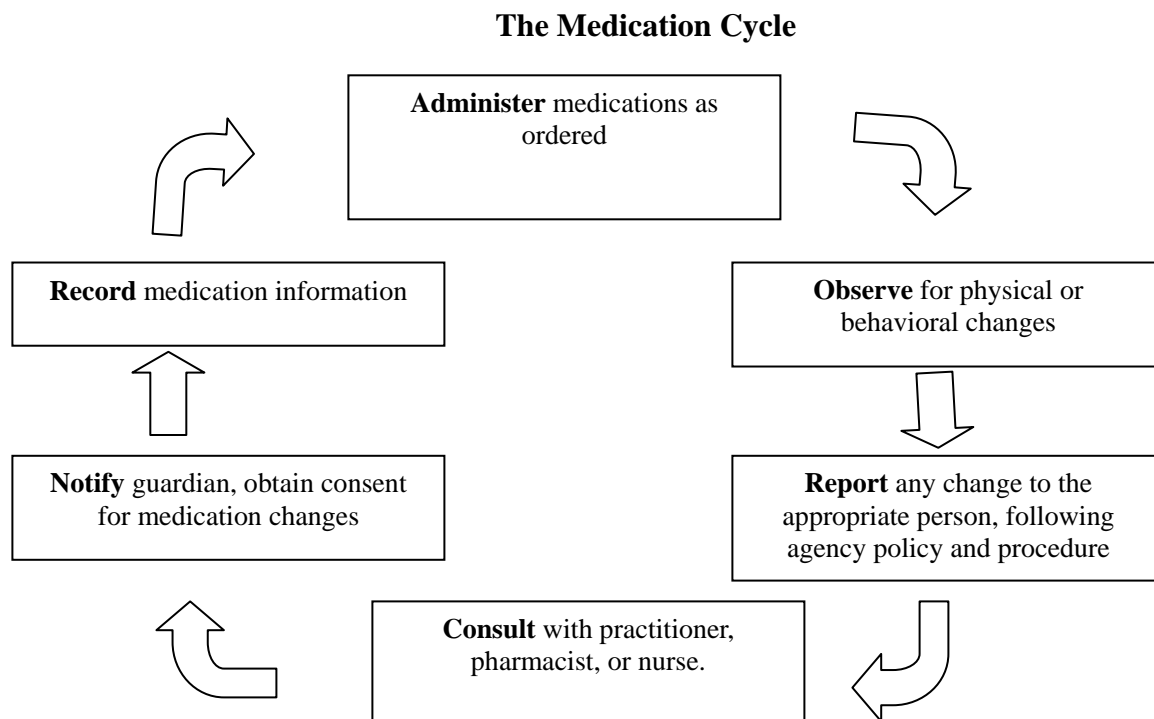 The Medication Cycle
Administer medications as
ordered
Observe for physical or
behavioral changes
Report any change to the
appropriate person, following
agency policy and procedure
Consult with practitioner,
pharmacist, or nurse.
Notify guardian, obtain consent
for medication changes
Record medication information